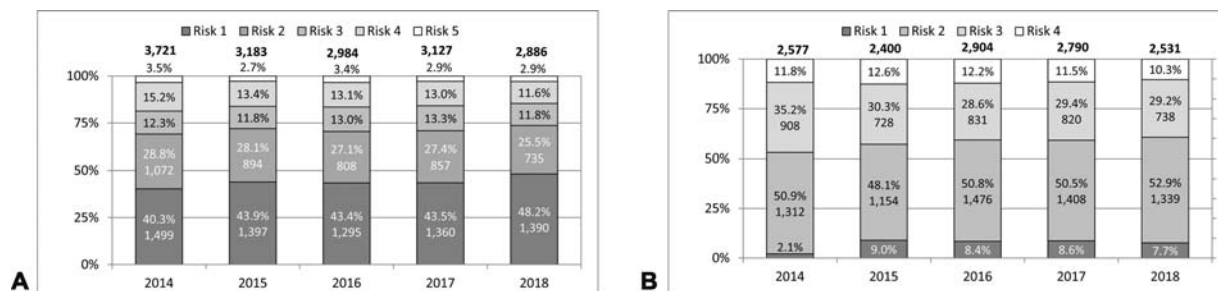 Risk 1 Risk 2 Risk 3 Risk 4 Risk 5
3,721 3,183 2,984 3,127 2,886
3.5% 2.7% 3.4% 2.9% 2.9%
100%
15.2% 13.4% 13.1% 13.0% 11.6%
12.3% 11.8% 13.0% 13.3% 11.8%
75%
28.8% 28.1% 27.1% 27.4% 25.5%
1,072 894 808 857 735
50%
40.3% 43.9% 43.4% 43.5% 48.2%
1,499 1,397 1,295 1,360 1,390
25%
0%
2014 2015 2016 2017 2018
A
Risk 1 Risk 2 Risk 3 Risk 4
2,577 2,400 2,904 2,790 2,531
100%
11.8% 12.6% 12.2% 11.5% 10.3%
75%
35.2% 30.3% 28.6% 29.4% 29.2%
908 728 831 820 738
50%
50.9% 48.1% 50.8% 50.5% 52.9%
1,312 1,154 1,476 1,408 1,339
25%
2.1% 9.0% 8.4% 8.6% 7.7%
0%
2014 2015 2016 2017 2018
B